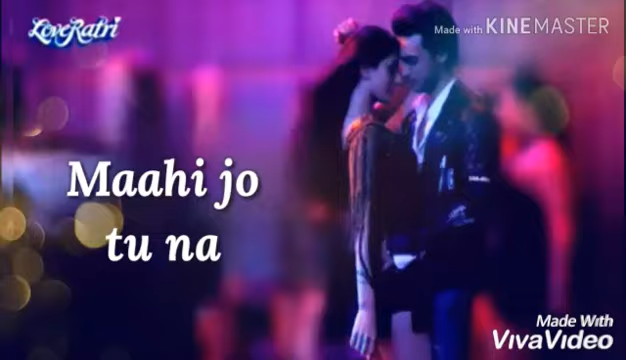 LoveRatri
Made with KINEMASTER
Maahi jo
tu na
Made With
VivaVideo